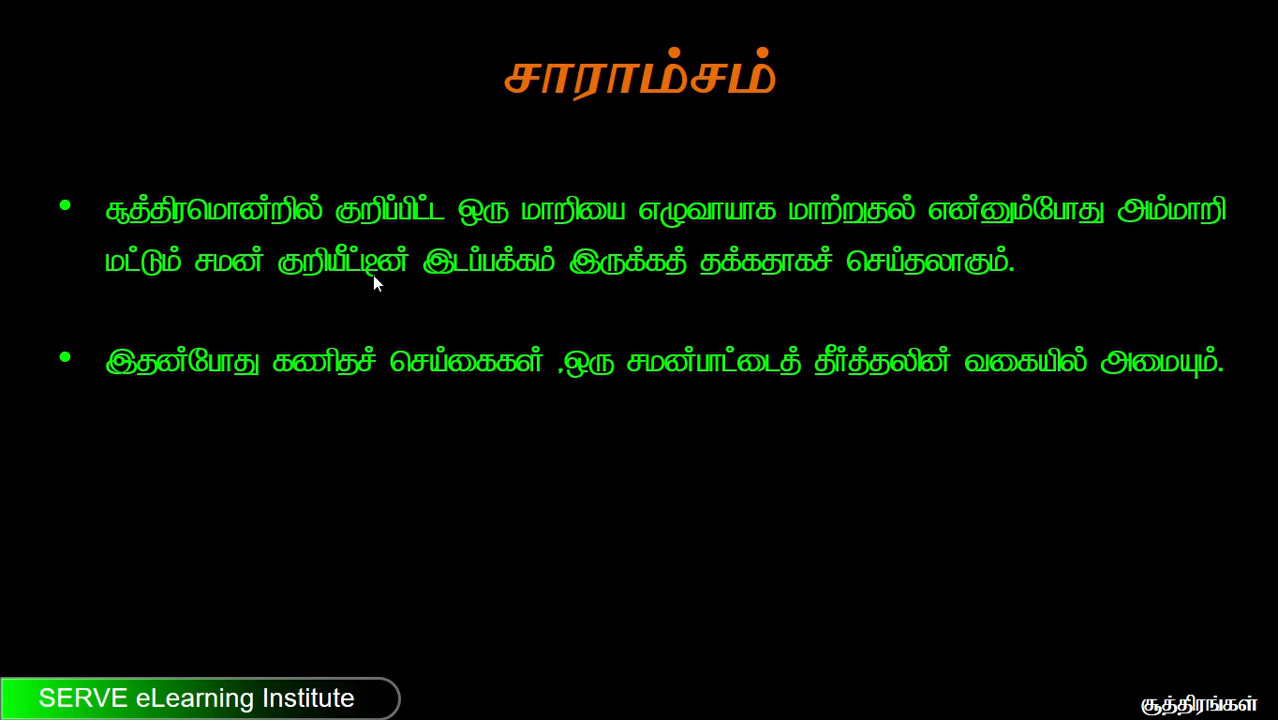 சாராம்சம்
• சூத்திரமொன்றில் குறிப்பிட்ட ஒரு மாறியை எழுவாயாக மாற்றுதல் என்னும்போது அம்மாறி
மட்டும் சமன் குறியீட்டின் இடப்பக்கம் இருக்கத் தக்கதாகச் செய்தலாகும்.
• இதன்போது கணிதச் செய்கைகள் ,ஒரு சமன்பாட்டைத் தீர்த்தலின் வகையில் அமையும்.
SERVE eLearning Institute
சூத்திரங்கள்